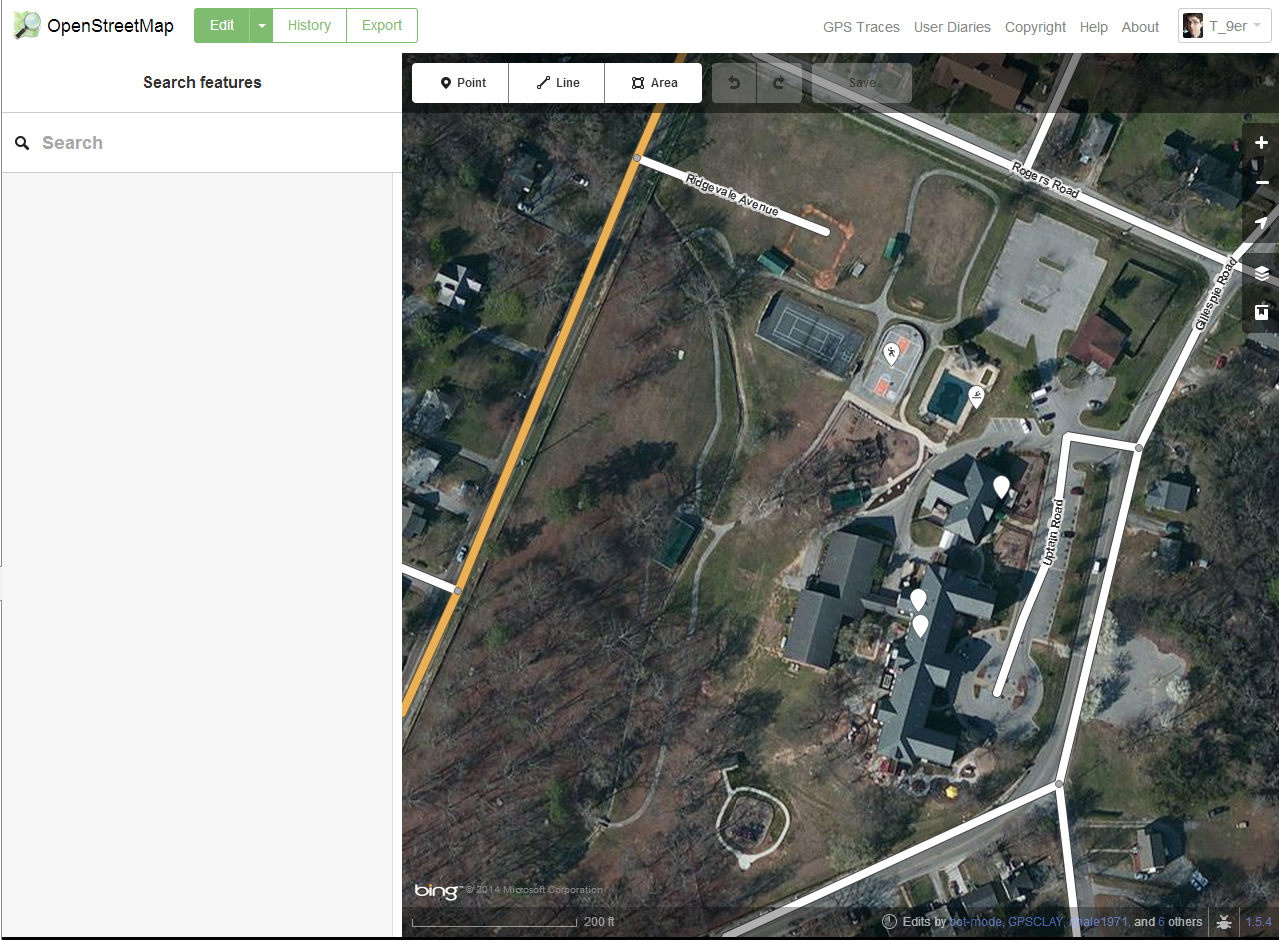 OpenStreetMap
Edit
History
Export
GPS Traces
User Diaries
Copyright
Help
About
T_9er
Search features
Search
Point
Line
Area
Save
Rogers Road
Ridgevale Avenue
Gillespie Road
Uptain Road
bing
© 2014 Microsoft Corporation
200 ft
Edits by bot-mode, GPSCLAY, nhale1971, and 6 others
1.5.4